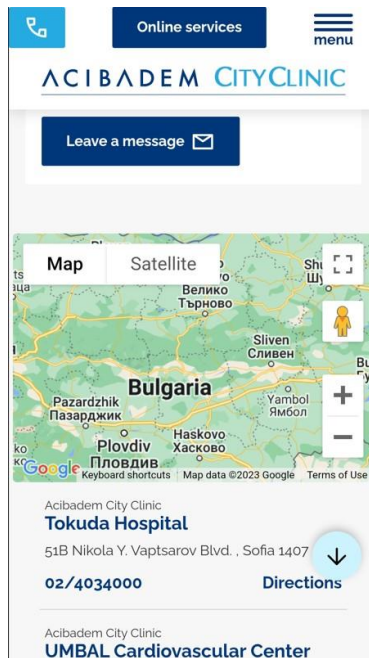 Online services
menu
ACIBADEM CITYCLINIC
Leave a message
Map Satellite
Велико
Търново
Sliven
Сливен
Bulgaria
Pazardzhik
Пазарджик
Yambol
Ямбол
Plovdiv
Пловдив
Haskovo
Хасково
Google
Keyboard shortcuts Map data ©2023 Google Terms of Use
Acibadem City Clinic
Tokuda Hospital
51B Nikola Y. Vaptsarov Blvd. , Sofia 1407
02/4034000 Directions
Acibadem City Clinic
UMBAL Cardiovascular Center